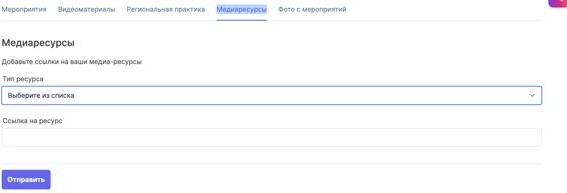 Мероприятия Видеоматериалы Региональная практика Медиаресурсы Фото с мероприятий
Медиаресурсы
Добавьте ссылки на ваши медиа-ресурсы
Тип ресурса
Выберите из списка
Ссылка на ресурс
Отправить